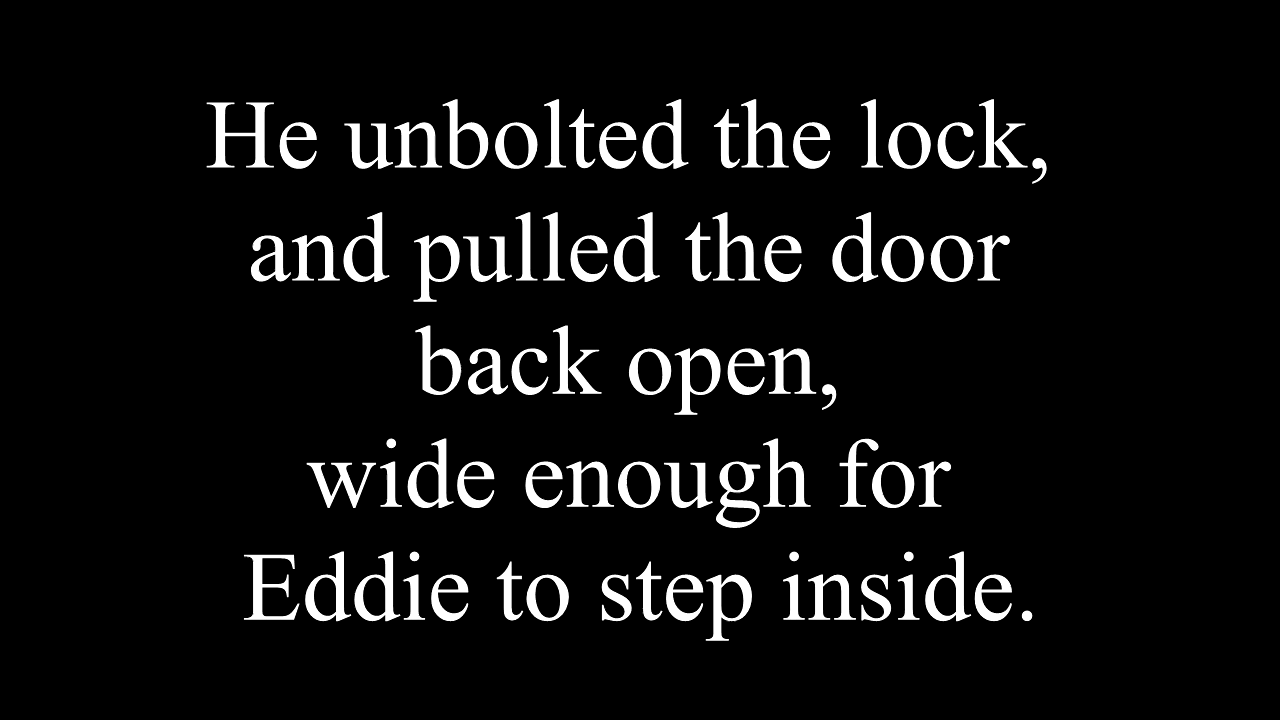 He unbolted the lock,
and pulled the door
back open,
wide enough for
Eddie to step inside.